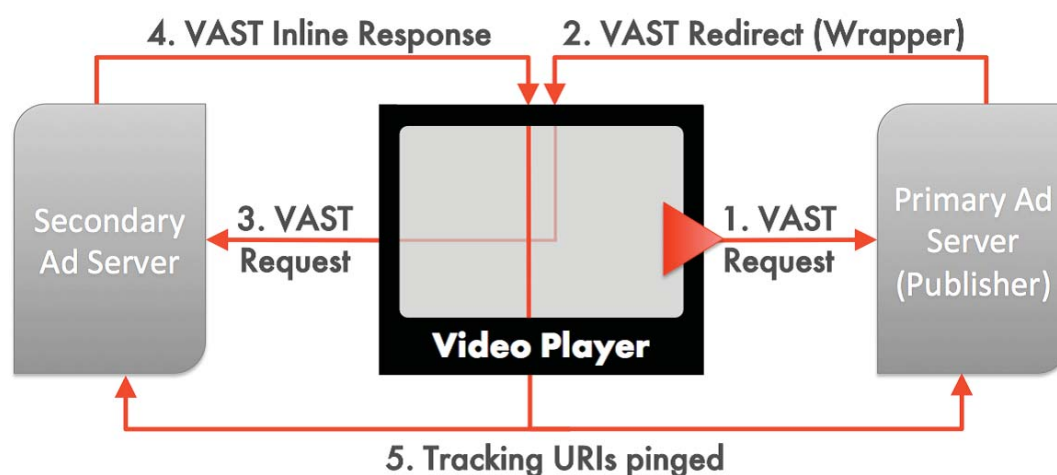 4. VAST Inline Response
2. VAST Redirect (Wrapper)
Secondary
Ad Server
3. VAST
Request
1. VAST
Request
Primary Ad
Server
(Publisher)
Video Player
5. Tracking URIs pinged